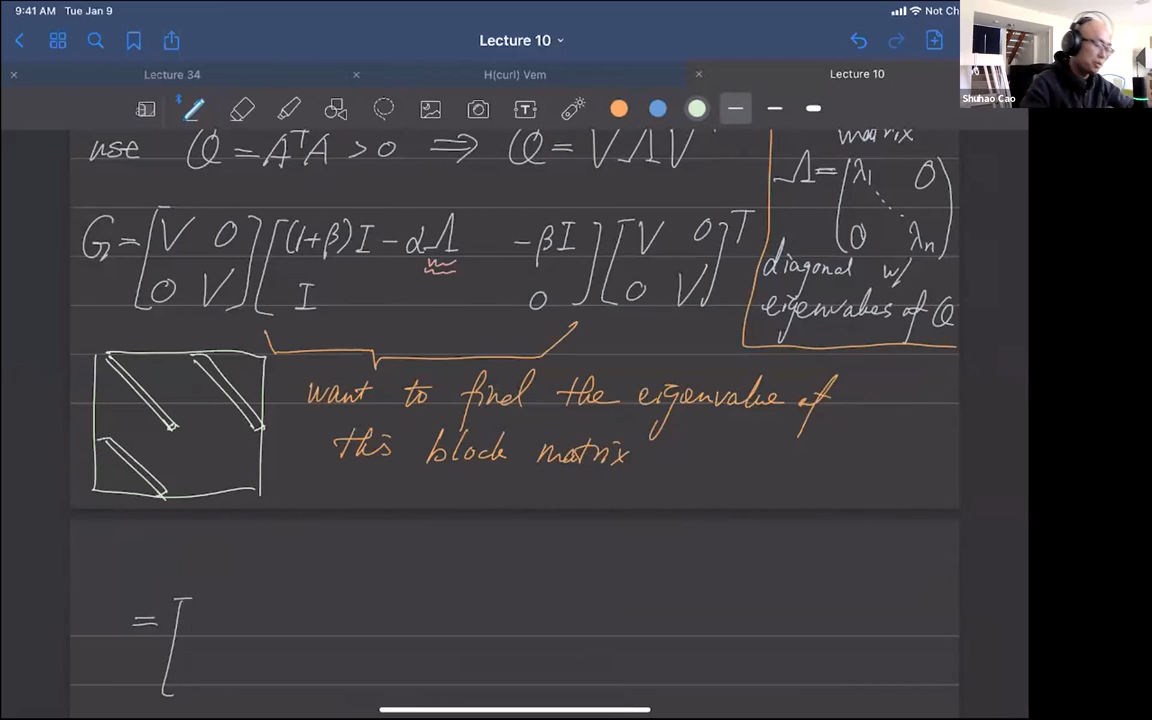 9:41 AM Tue Jan 9
Not Ch
Lecture 10
Lecture 34
H(curl) Vem
Lecture 10
Shuhao Cao
use Q = AᵀA > 0 ⟹ Q = VΛV
matrix
Λ = (λ₁ 0
0 λₙ)
diagonal w/
eigenvalues of Q
G = [V 0] [(1+β)I − αΛ −βI] [V 0]ᵀ
[0 V] [I 0] [0 V]
want to find the eigenvalue of
this block matrix
= [